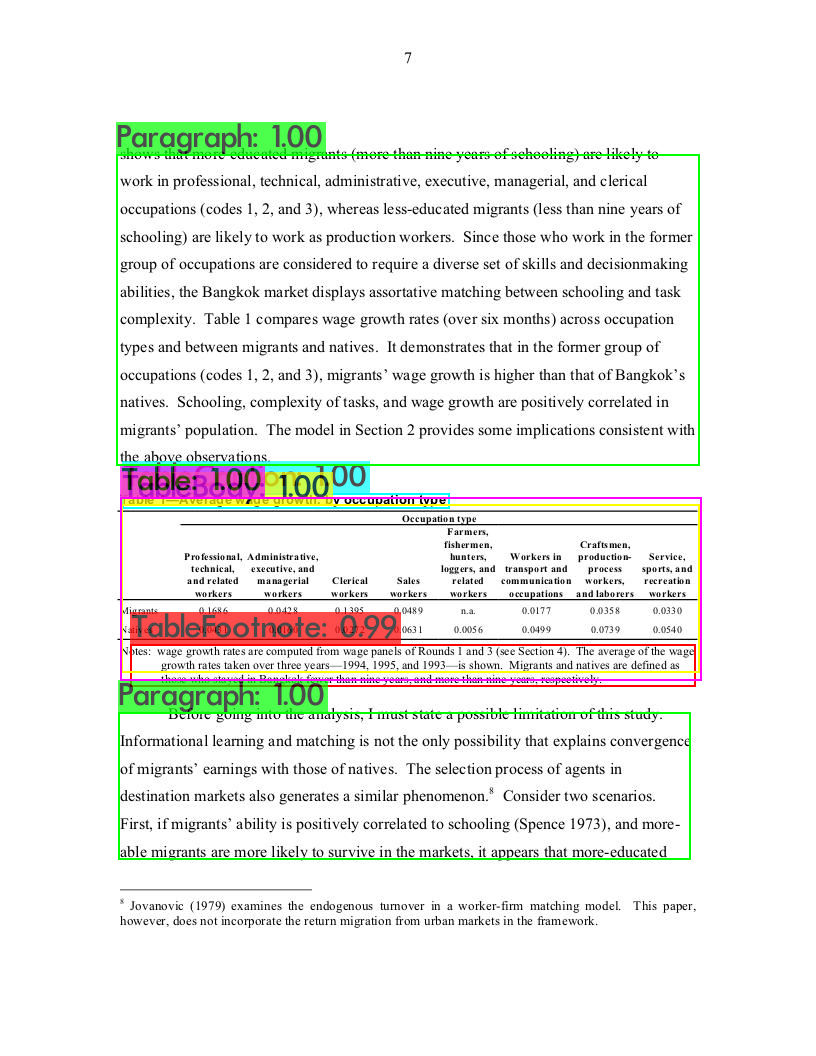 7
Paragraph: 1.00
shows that more educated migrants (more than nine years of schooling) are likely to
work in professional, technical, administrative, executive, managerial, and clerical
occupations (codes 1, 2, and 3), whereas less-educated migrants (less than nine years of
schooling) are likely to work as production workers. Since those who work in the former
group of occupations are considered to require a diverse set of skills and decisionmaking
abilities, the Bangkok market displays assortative matching between schooling and task
complexity. Table 1 compares wage growth rates (over six months) across occupation
types and between migrants and natives. It demonstrates that in the former group of
occupations (codes 1, 2, and 3), migrants’ wage growth is higher than that of Bangkok’s
natives. Schooling, complexity of tasks, and wage growth are positively correlated in
migrants’ population. The model in Section 2 provides some implications consistent with
the above observations.
Table: 1.00 1.00
TableBody: 1.00
Table 1—Average wage growth: by occupation type
Occupation type
Professional, technical, and related workers Administrative, executive, and managerial workers Clerical workers Sales workers Farmers, fishermen, hunters, loggers, and related workers Workers in transport and communication occupations Craftsmen, production-process workers, and laborers Service, sports, and recreation workers
Migrants 0.1686 0.0428 0.1395 0.0489 n.a. 0.0177 0.0358 0.0330
TableFootnote: 0.99
Natives 0.0631 0.0056 0.0499 0.0739 0.0540
Notes: wage growth rates are computed from wage panels of Rounds 1 and 3 (see Section 4). The average of the wage
growth rates taken over three years—1994, 1995, and 1993—is shown. Migrants and natives are defined as
those who stayed in Bangkok fewer than nine years, and more than nine years, respectively.
Paragraph: 1.00
Before going into the analysis, I must state a possible limitation of this study.
Informational learning and matching is not the only possibility that explains convergence
of migrants’ earnings with those of natives. The selection process of agents in
destination markets also generates a similar phenomenon.8 Consider two scenarios.
First, if migrants’ ability is positively correlated to schooling (Spence 1973), and more-
able migrants are more likely to survive in the markets, it appears that more-educated
8 Jovanovic (1979) examines the endogenous turnover in a worker-firm matching model. This paper,
however, does not incorporate the return migration from urban markets in the framework.